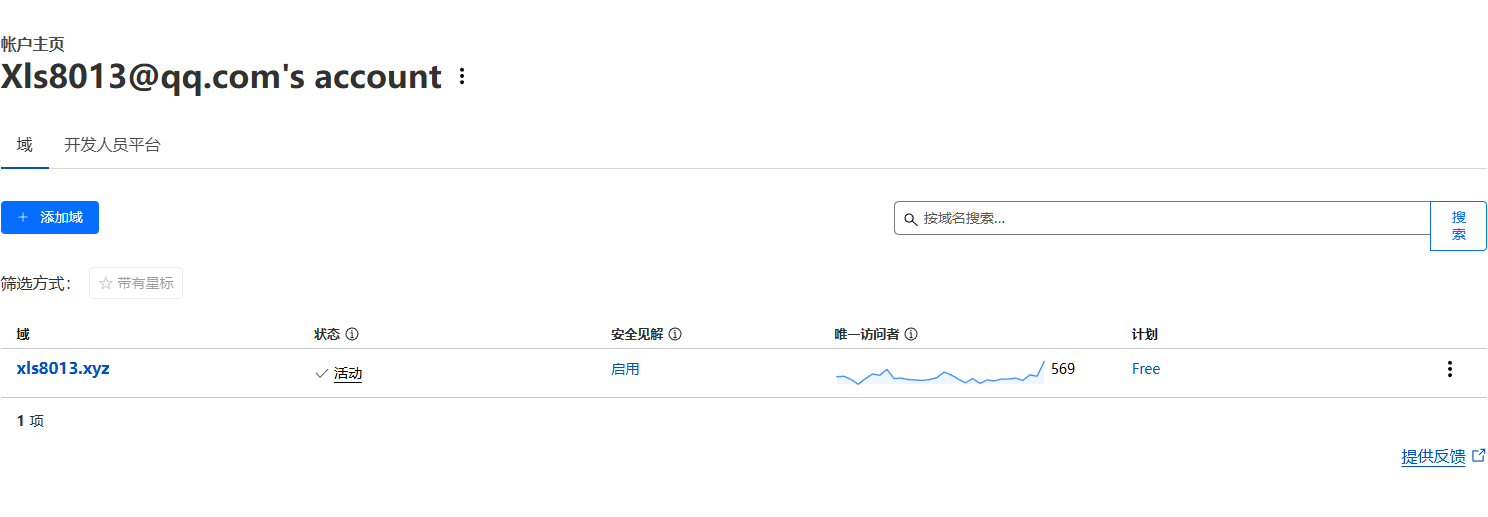 帐户主页
Xls8013@qq.com's account
域 开发人员平台
添加域
按域名搜索...
搜索
筛选方式： 带有星标
域 状态 安全见解 唯一访问者 计划
xls8013.xyz 活动 启用 569 Free
1 项
提供反馈